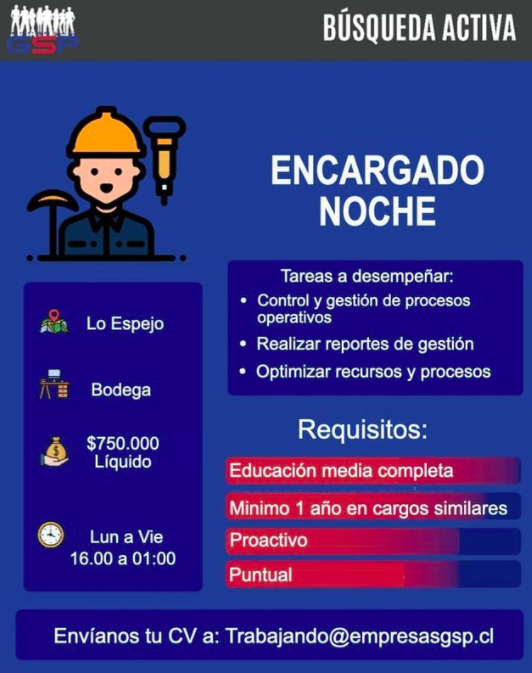 GSP
BÚSQUEDA ACTIVA
ENCARGADO
NOCHE
Lo Espejo
Bodega
$750.000
Líquido
Lun a Vie
16.00 a 01:00
Tareas a desempeñar:
• Control y gestión de procesos
operativos
• Realizar reportes de gestión
• Optimizar recursos y procesos
Requisitos:
Educación media completa
Minimo 1 año en cargos similares
Proactivo
Puntual
Envíanos tu CV a: Trabajando@empresasgsp.cl